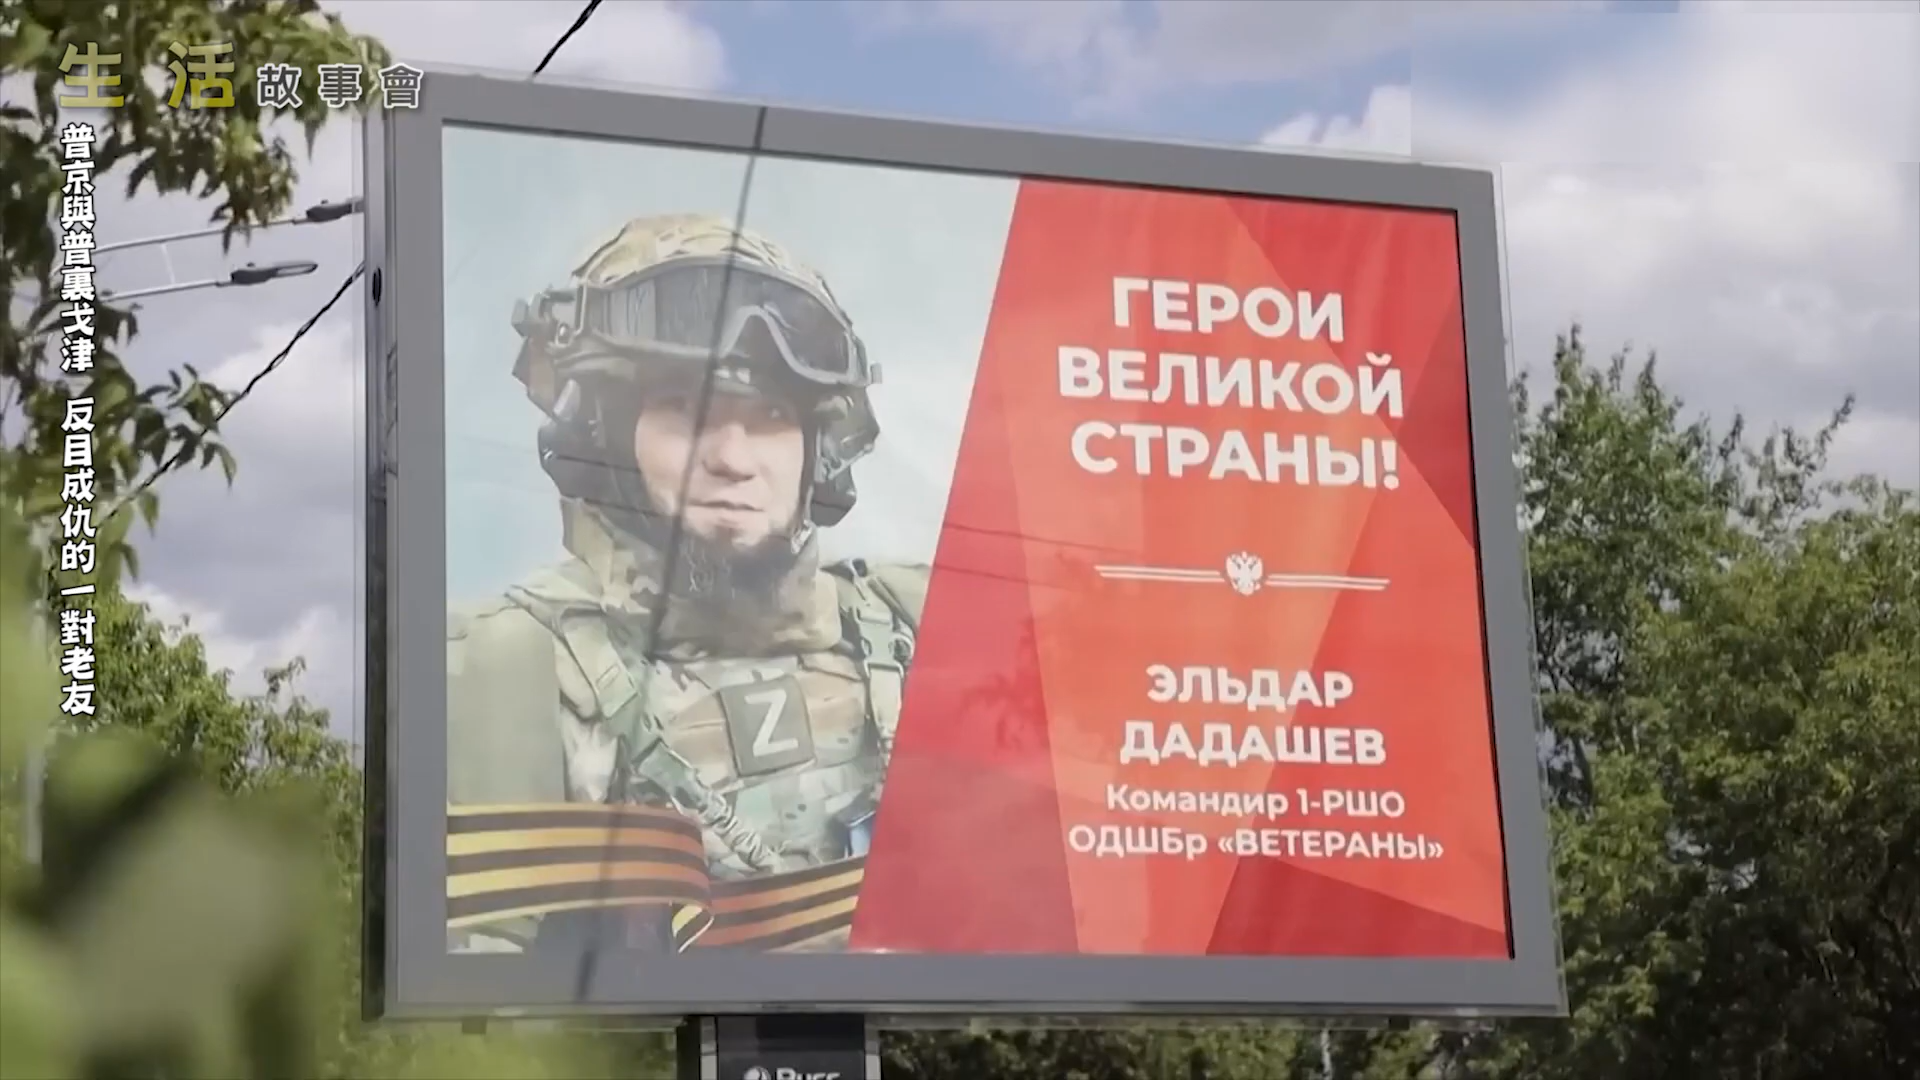 生活故事會
普京與普裏戈津 反目成仇的一對老友
ГЕРОИ
ВЕЛИКОЙ
СТРАНЫ!
ЭЛЬДАР
ДАДАШЕВ
Командир 1-РШО
ОДШБр «ВЕТЕРАНЫ»
Z